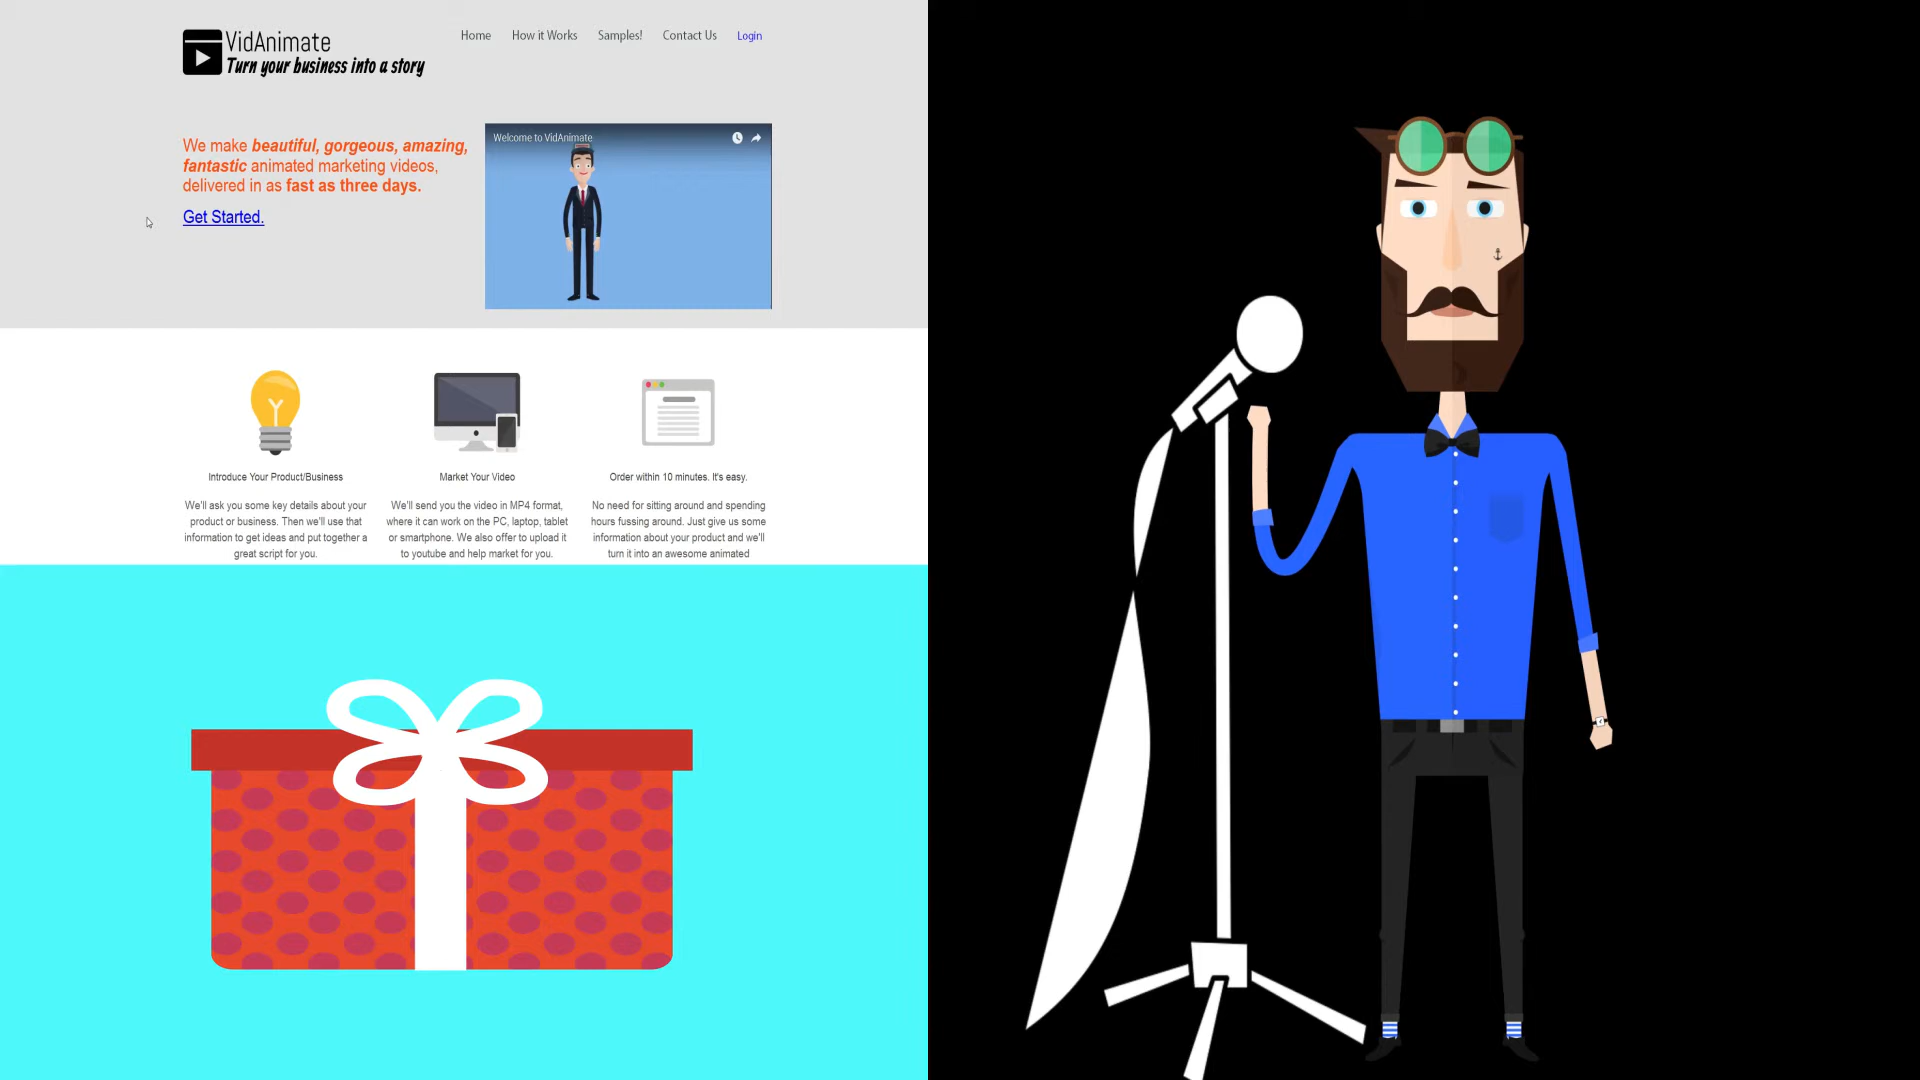 VidAnimate
Turn your business into a story
Home How it Works Samples! Contact Us Login
We make beautiful, gorgeous, amazing,
fantastic animated marketing videos,
delivered in as fast as three days.
Get Started.
Welcome to VidAnimate
Introduce Your Product/Business
We'll ask you some key details about your
product or business. Then we'll use that
information to get ideas and put together a
great script for you.
Market Your Video
We'll send you the video in MP4 format,
where it can work on the PC, laptop, tablet
or smartphone. We also offer to upload it
to youtube and help market for you.
Order within 10 minutes. It's easy.
No need for sitting around and spending
hours fussing around. Just give us some
information about your product and we'll
turn it into an awesome animated